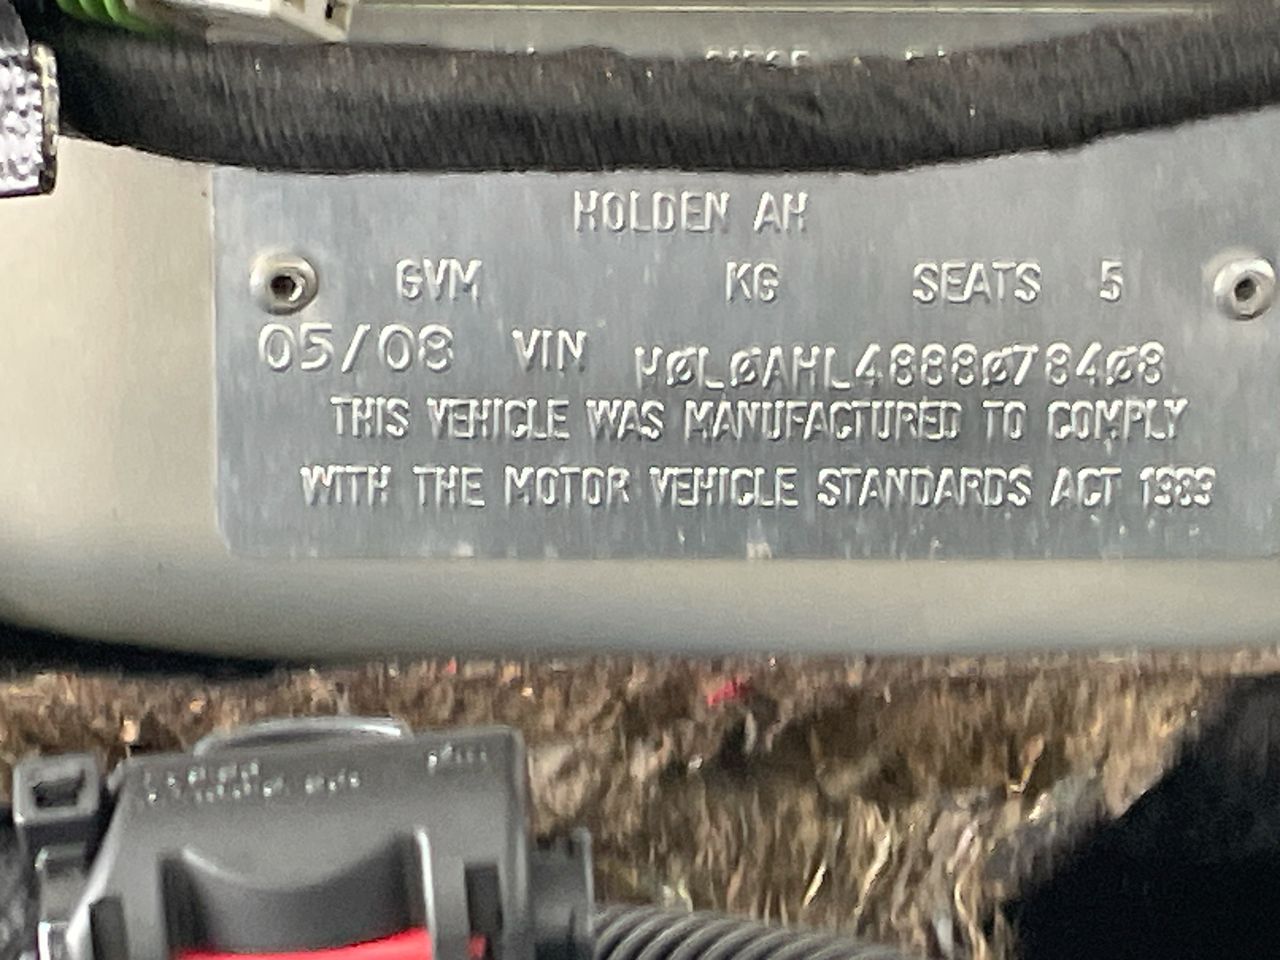 HOLDEN AH
GVM KG SEATS 5
05/08 VIN WØLØAHL4888Ø784Ø8
THIS VEHICLE WAS MANUFACTURED TO COMPLY
WITH THE MOTOR VEHICLE STANDARDS ACT 1989